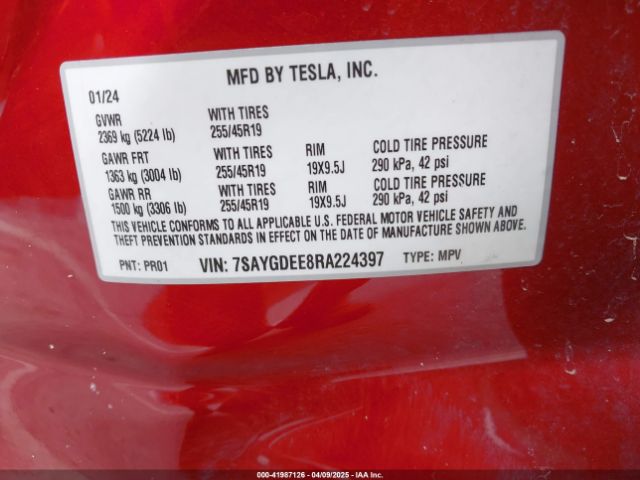 MFD BY TESLA, INC.
01/24
GVWR WITH TIRES
2369 kg (5224 lb) 255/45R19
GAWR FRT WITH TIRES RIM COLD TIRE PRESSURE
1363 kg (3004 lb) 255/45R19 19X9.5J 290 kPa, 42 psi
GAWR RR WITH TIRES RIM COLD TIRE PRESSURE
1500 kg (3306 lb) 255/45R19 19X9.5J 290 kPa, 42 psi
THIS VEHICLE CONFORMS TO ALL APPLICABLE U.S. FEDERAL MOTOR VEHICLE SAFETY AND
THEFT PREVENTION STANDARDS IN EFFECT ON THE DATE OF MANUFACTURE SHOWN ABOVE.
PNT: PR01 VIN: 7SAYGDEE8RA224397 TYPE: MPV
000-41987126 - 04/09/2025 - IAA Inc.